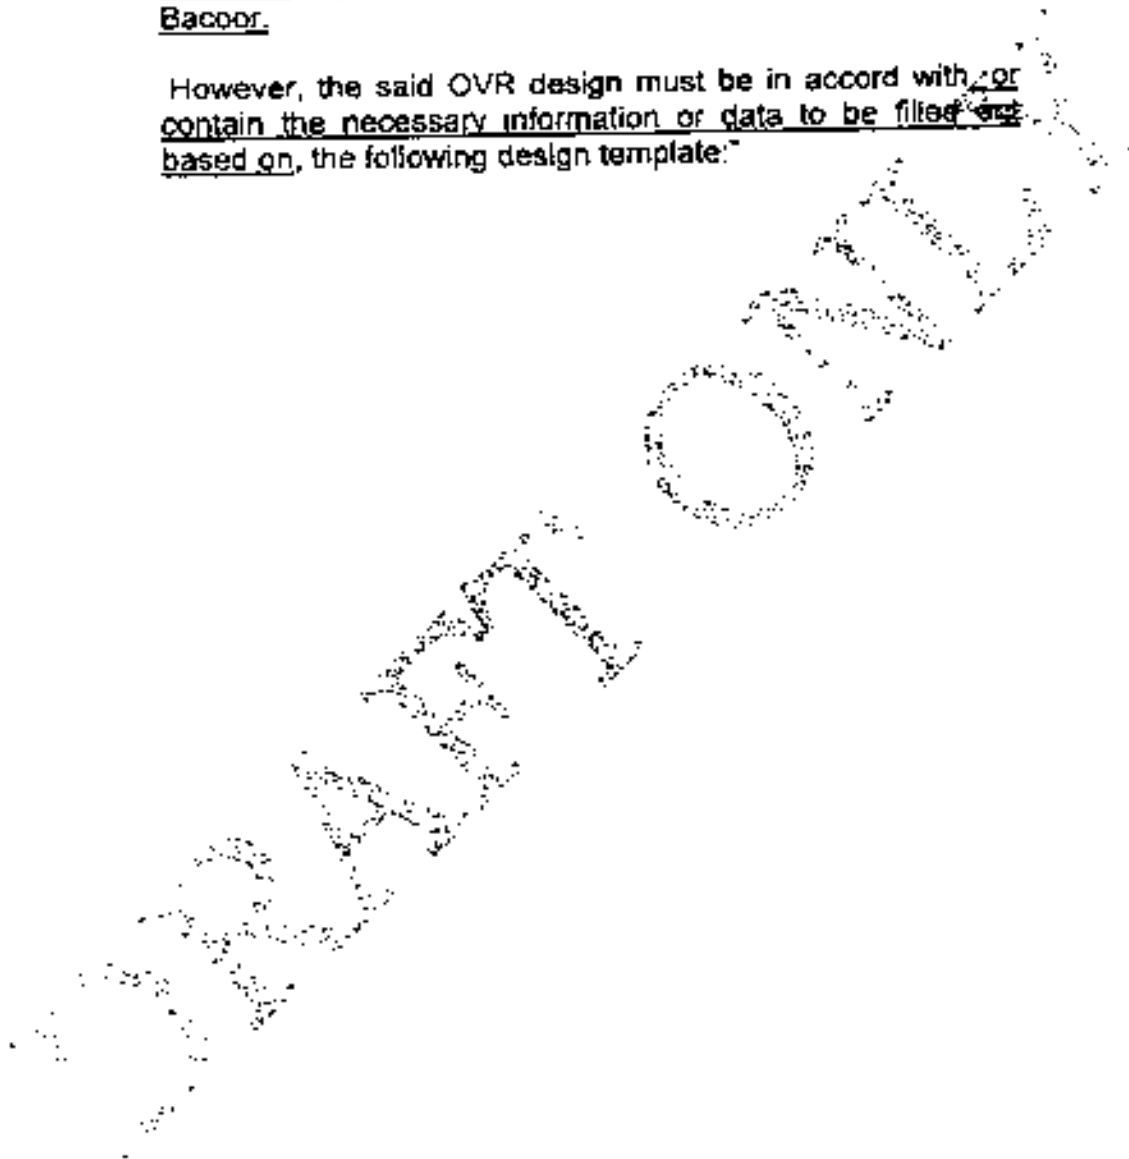 Bacoor.
However, the said OVR design must be in accord with, or
contain the necessary information or data to be filled out
based on, the following design template:"
DRAFT ONLY